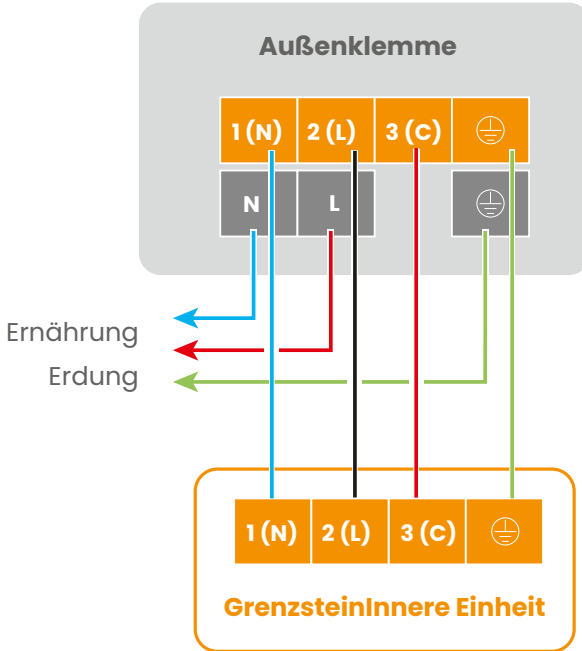 Außenklemme
1 (N) 2 (L) 3 (C)
N L
Ernährung
Erdung
1 (N) 2 (L) 3 (C)
GrenzsteinInnere Einheit